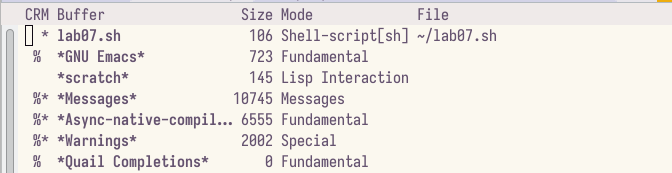 CRM Buffer Size Mode File
* lab07.sh 106 Shell-script[sh] ~/lab07.sh
% *GNU Emacs* 723 Fundamental
*scratch* 145 Lisp Interaction
%* *Messages* 10745 Messages
%* *Async-native-compil... 6555 Fundamental
%* *Warnings* 2002 Special
% *Quail Completions* 0 Fundamental